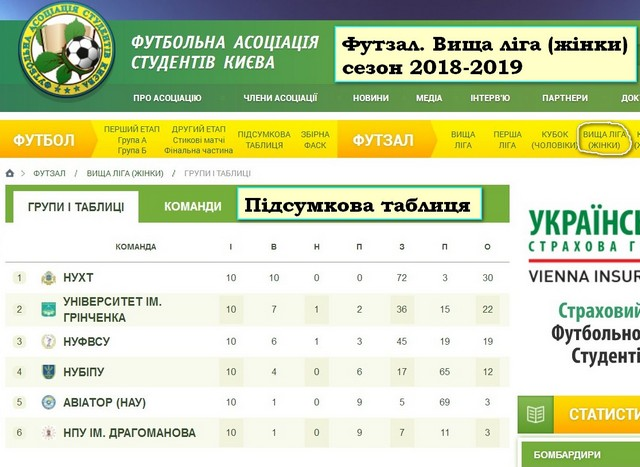 ФУТБОЛЬНА АСОЦІАЦІЯ СТУДЕНТІВ КИЄВА
ФУТБОЛЬНА АСОЦІАЦІЯ
СТУДЕНТІВ КИЄВА
Футзал. Вища ліга (жінки)
сезон 2018-2019
ПРО АСОЦІАЦІЮ ЧЛЕНИ АСОЦІАЦІЇ НОВИНИ МЕДІА ІНТЕРВ'Ю ПАРТНЕРИ ДОК
ФУТБОЛ
ПЕРШИЙ ЕТАП
Група А
Група Б
ДРУГИЙ ЕТАП
Стикові матчі
Фінальна частина
ПІДСУМКОВА
ТАБЛИЦЯ
ЗБІРНА
ФАСК
ФУТЗАЛ
ВИЩА
ЛІГА
ПЕРША
ЛІГА
КУБОК
(ЧОЛОВІКИ)
ВИЩА ЛІГА
(ЖІНКИ)
ФУТЗАЛ / ВИЩА ЛІГА (ЖІНКИ) / ГРУПИ І ТАБЛИЦІ
ГРУПИ І ТАБЛИЦІ КОМАНДИ Підсумкова таблиця
КОМАНДА І В Н П З П О
1 НУХТ 10 10 0 0 72 3 30
2 УНІВЕРСИТЕТ ІМ.
ГРІНЧЕНКА 10 7 1 2 36 15 22
3 НУФВСУ 10 6 1 3 45 19 19
4 НУБІПУ 10 4 0 6 17 65 12
5 АВІАТОР (НАУ) 10 1 0 9 5 69 3
6 НПУ ІМ. ДРАГОМАНОВА 10 1 0 9 7 11 3
УКРАЇНСЬ
СТРАХОВА Г
VIENNA INSUR
Страховий
Футбольно
Студенті
СТАТИСТИ
БОМБАРДИРИ